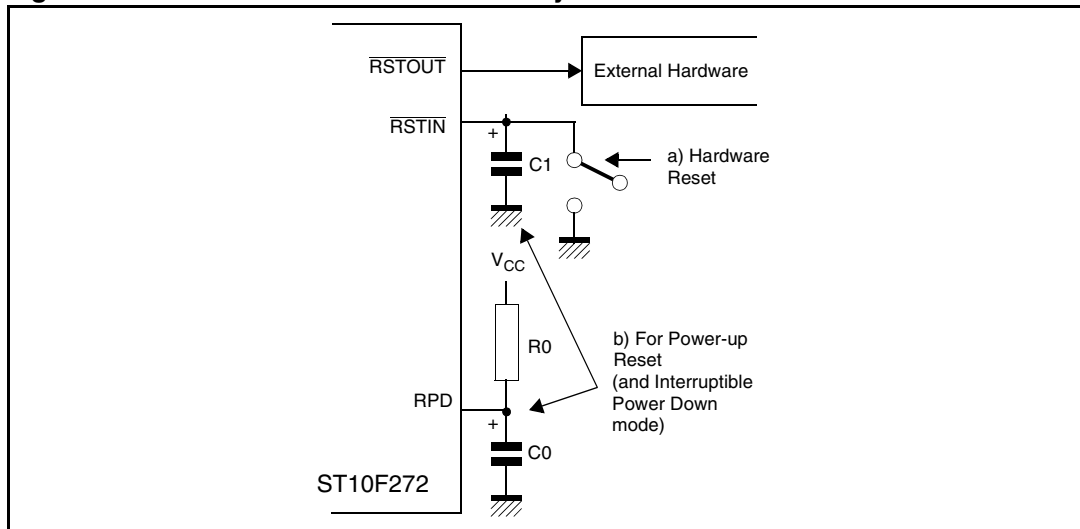 RSTOUT
External Hardware
RSTIN
+
C1
a) Hardware
Reset
VCC
R0
b) For Power-up
Reset
(and Interruptible
Power Down
mode)
RPD
+
C0
ST10F272